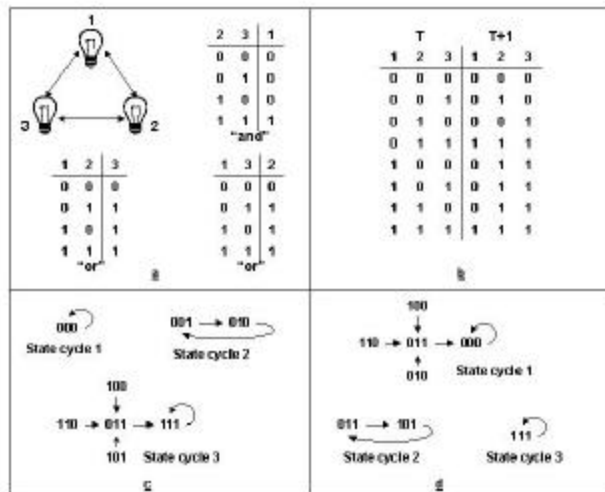 1
3 2
2 3 1
0 0 0
0 1 0
1 0 0
1 1 1
"and"
1 2 3
0 0 0
0 1 1
1 0 1
1 1 1
"or"
1 3 2
0 0 0
0 1 1
1 0 1
1 1 1
"or"
a
T T+1
1 2 3 1 2 3
0 0 0 0 0 0
0 0 1 0 1 0
0 1 0 0 0 1
0 1 1 1 1 1
1 0 0 0 1 1
1 0 1 0 1 1
1 1 0 0 1 1
1 1 1 1 1 1
b
000
State cycle 1
001 010
State cycle 2
100
110 011 111
101 State cycle 3
c
100
110 011 000
010 State cycle 1
011 101
State cycle 2
111
State cycle 3
d